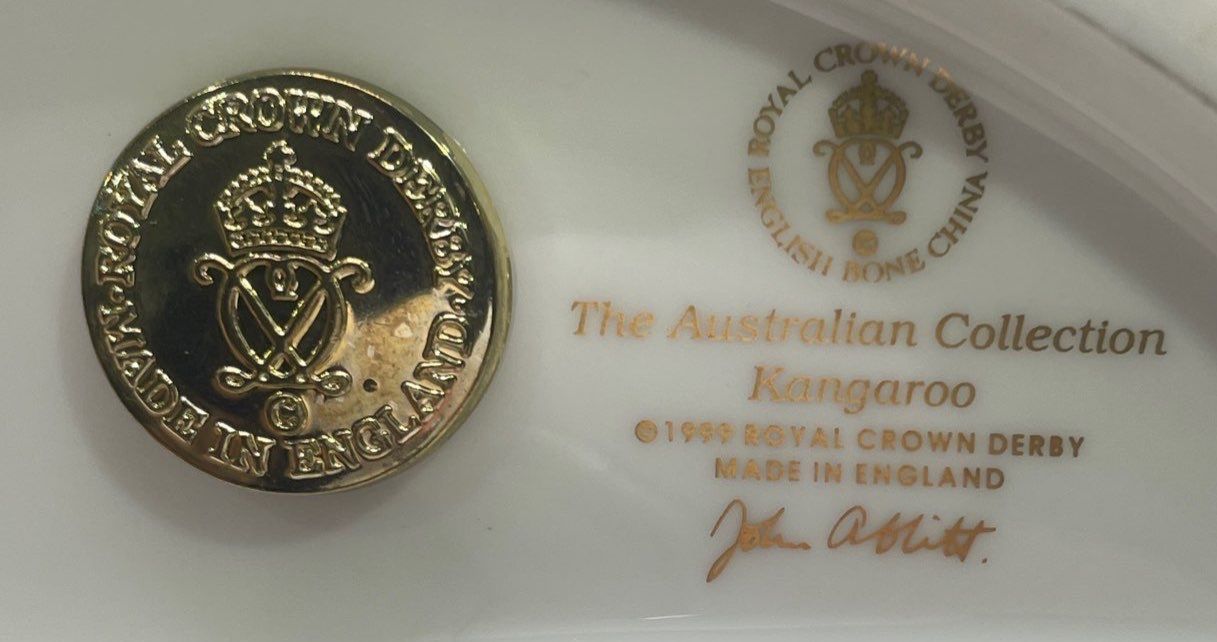 ROYAL CROWN DERBY
MADE IN ENGLAND
ROYAL CROWN DERBY
ENGLISH BONE CHINA
The Australian Collection
Kangaroo
©1999 ROYAL CROWN DERBY
MADE IN ENGLAND
John Ablitt.